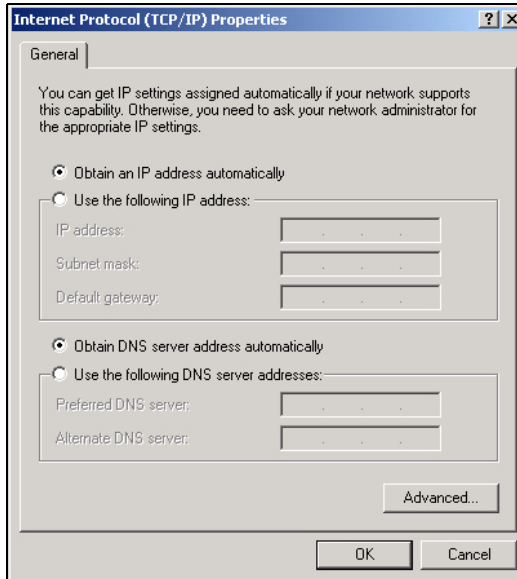 Internet Protocol (TCP/IP) Properties
General
You can get IP settings assigned automatically if your network supports
this capability. Otherwise, you need to ask your network administrator for
the appropriate IP settings.
Obtain an IP address automatically
Use the following IP address:
IP address:
Subnet mask:
Default gateway:
Obtain DNS server address automatically
Use the following DNS server addresses:
Preferred DNS server:
Alternate DNS server:
Advanced...
OK Cancel